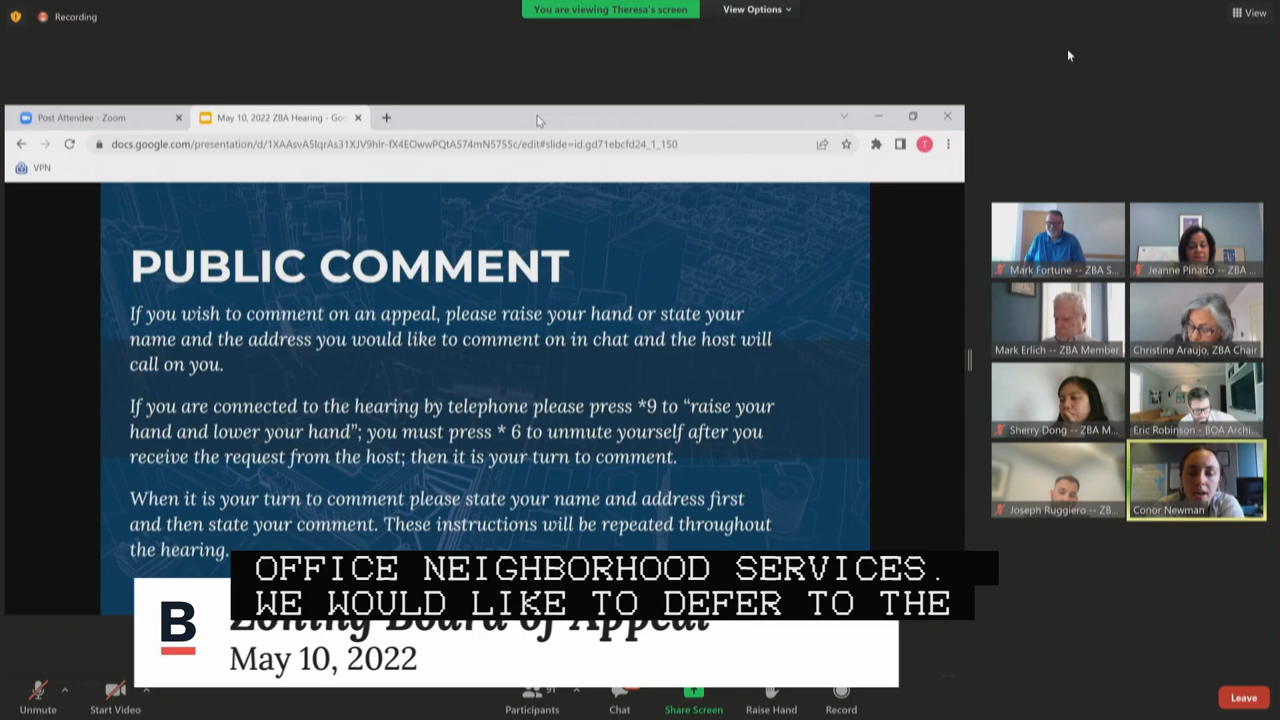 Recording
You are viewing Theresa's screen
View Options
View
Post Attendee - Zoom
May 10, 2022 ZBA Hearing - Goo
docs.google.com/presentation/d/1XAAsvA5lqrAs31XJV9hIr-fX4EOwwPQtA574mN5755c/edit#slide=id.gd71ebcfd24_1_150
T
VPN
PUBLIC COMMENT
If you wish to comment on an appeal, please raise your hand or state your
name and the address you would like to comment on in chat and the host will
call on you.
If you are connected to the hearing by telephone please press *9 to “raise your
hand and lower your hand”; you must press * 6 to unmute yourself after you
receive the request from the host; then it is your turn to comment.
When it is your turn to comment please state your name and address first
and then state your comment. These instructions will be repeated throughout
the hearing.
Mark Fortune -- ZBA S...
Jeanne Pinado -- ZBA ...
Mark Erlich -- ZBA Member
Christine Araujo, ZBA Chair
Sherry Dong -- ZBA M...
Eric Robinson - BOA Archi...
Joseph Ruggiero -- ZB...
Conor Newman
OFFICE NEIGHBORHOOD SERVICES.
WE WOULD LIKE TO DEFER TO THE
B
Zoning Board of Appeal
May 10, 2022
Unmute
Start Video
91
Participants
Chat
Share Screen
Raise Hand
Record
Leave